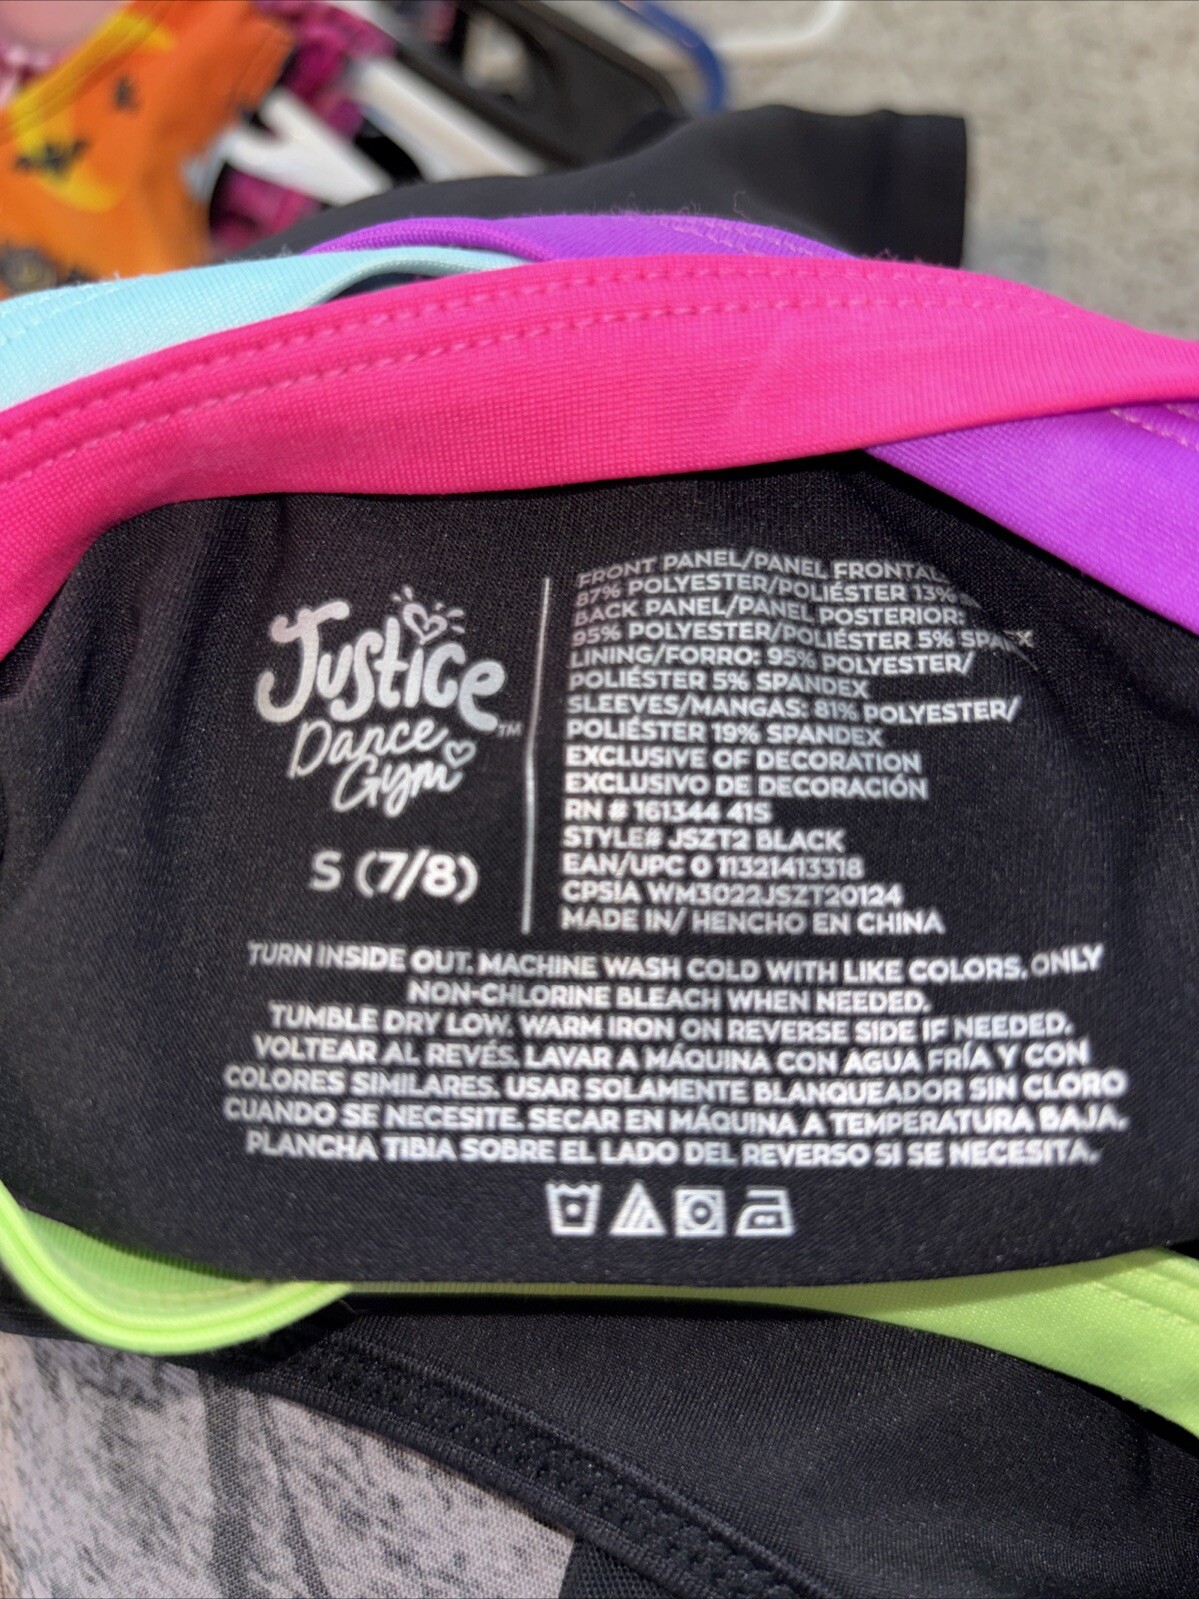 Justice™
Dance
Gym
S (7/8)
FRONT PANEL/PANEL FRONTAL
87% POLYESTER/POLIÉSTER 13%
BACK PANEL/PANEL POSTERIOR:
95% POLYESTER/POLIÉSTER 5% SPANDEX
LINING/FORRO: 95% POLYESTER/
POLIÉSTER 5% SPANDEX
SLEEVES/MANGAS: 81% POLYESTER/
POLIÉSTER 19% SPANDEX
EXCLUSIVE OF DECORATION
EXCLUSIVO DE DECORACIÓN
RN # 161344 41S
STYLE# JSZT2 BLACK
EAN/UPC 0 11321413318
CPSIA WM3022JSZT20124
MADE IN/ HENCHO EN CHINA
TURN INSIDE OUT. MACHINE WASH COLD WITH LIKE COLORS. ONLY
NON-CHLORINE BLEACH WHEN NEEDED.
TUMBLE DRY LOW. WARM IRON ON REVERSE SIDE IF NEEDED.
VOLTEAR AL REVÉS. LAVAR A MÁQUINA CON AGUA FRÍA Y CON
COLORES SIMILARES. USAR SOLAMENTE BLANQUEADOR SIN CLORO
CUANDO SE NECESITE. SECAR EN MÁQUINA A TEMPERATURA BAJA.
PLANCHA TIBIA SOBRE EL LADO DEL REVERSO SI SE NECESITA.